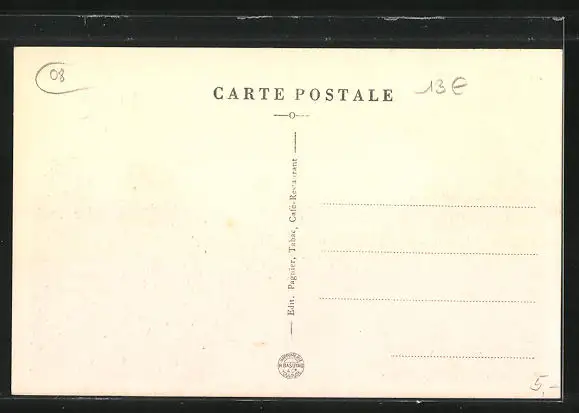 08
CARTE POSTALE
13€
Edit. Pagnier, Tabac, Café-Restaurant
5,-